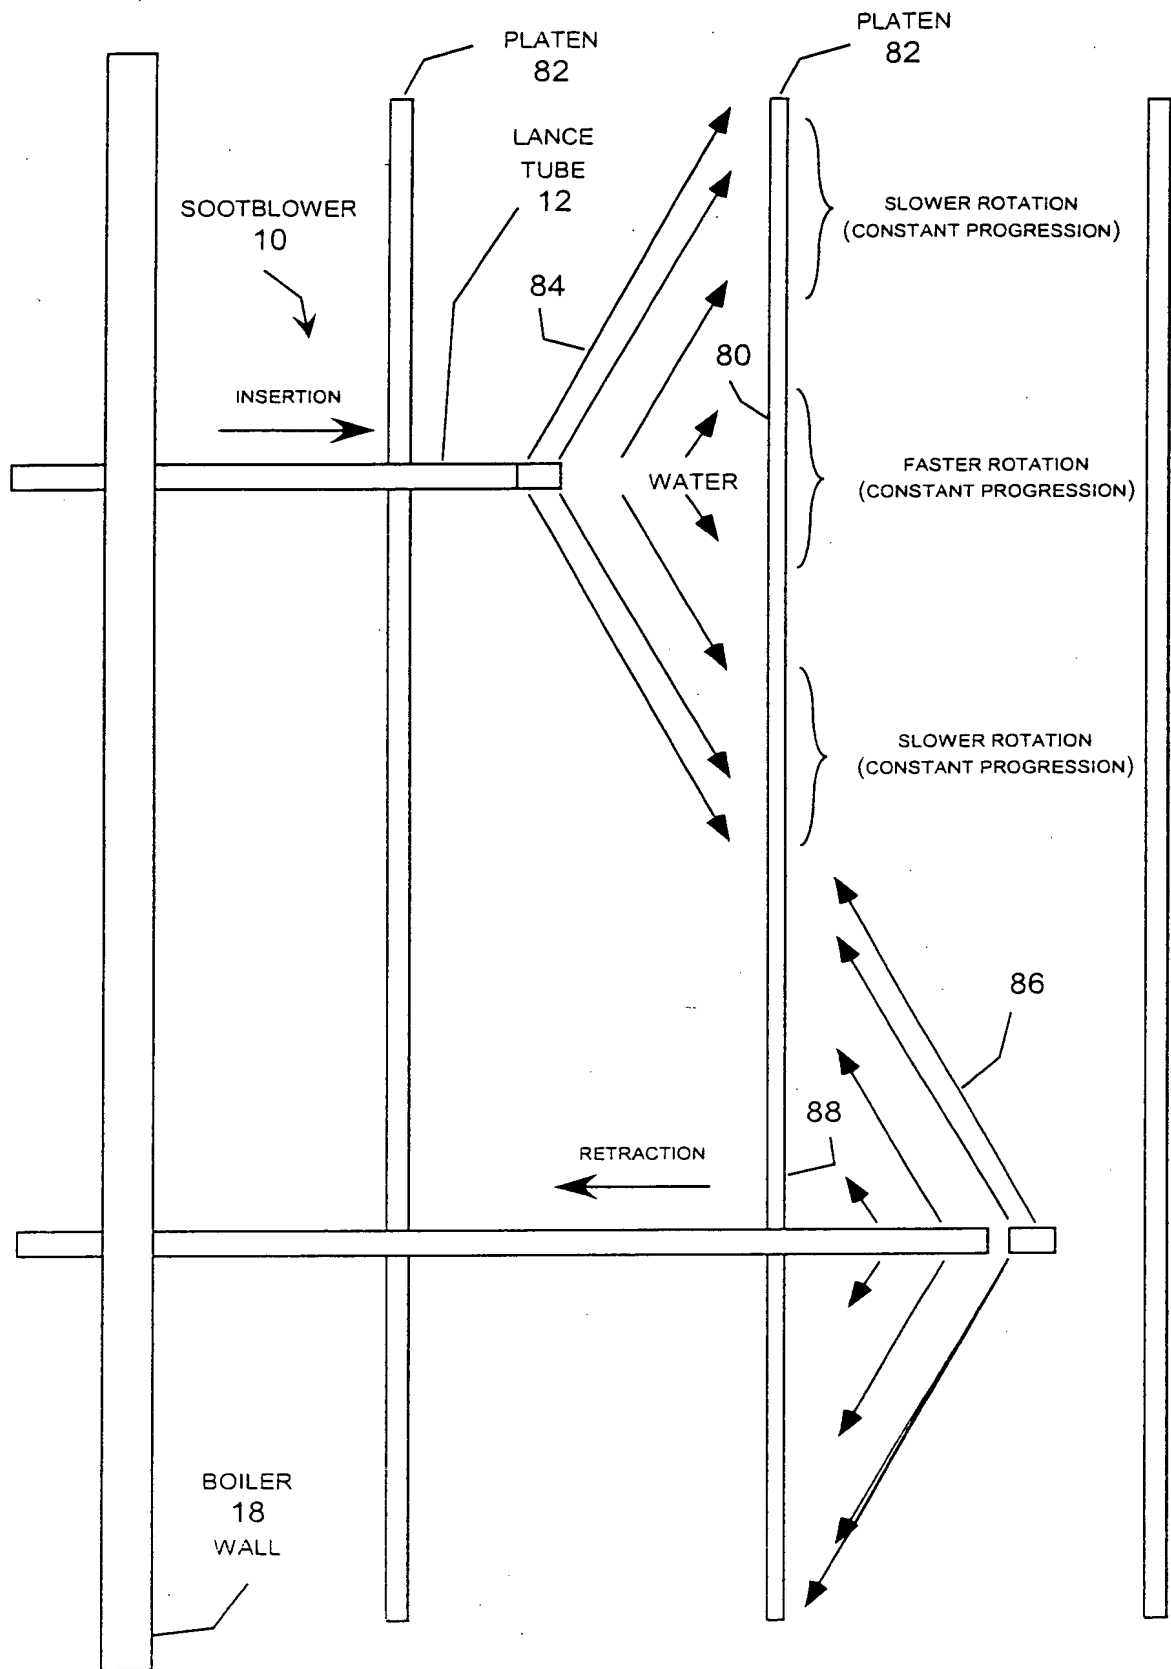 PLATEN
82
PLATEN
82
LANCE
TUBE
12
SOOTBLOWER
10
84
SLOWER ROTATION
(CONSTANT PROGRESSION)
80
INSERTION
WATER
FASTER ROTATION
(CONSTANT PROGRESSION)
SLOWER ROTATION
(CONSTANT PROGRESSION)
86
88
RETRACTION
BOILER
18
WALL